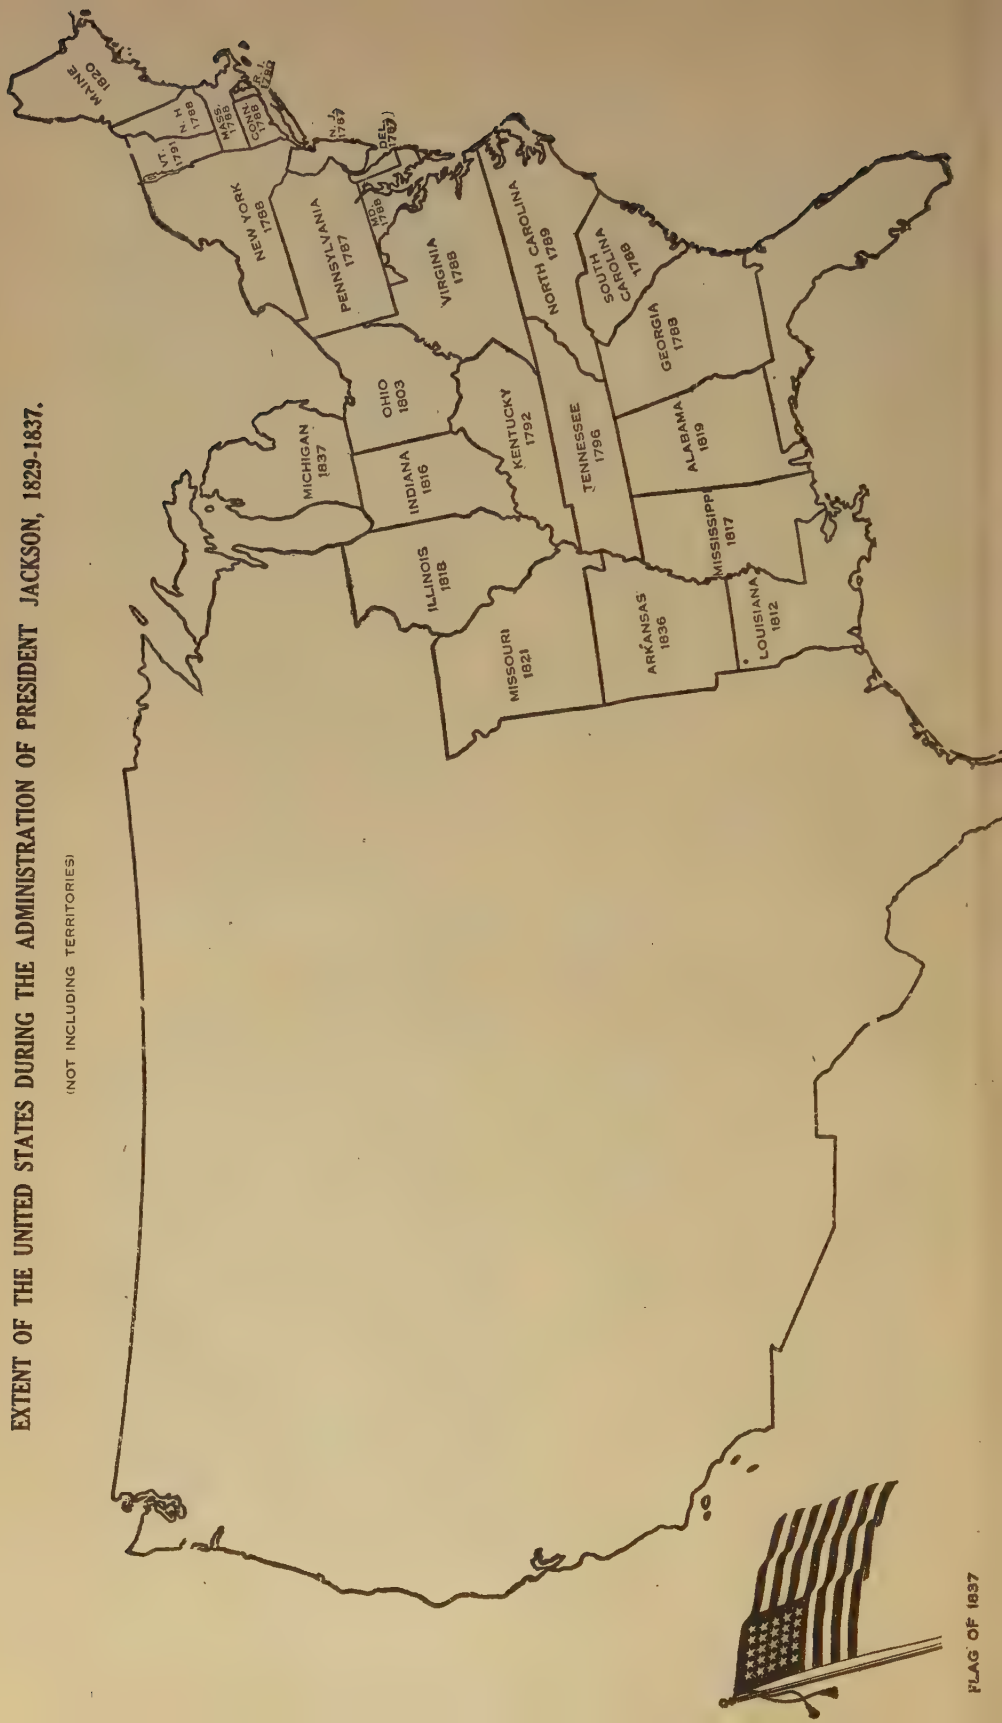 EXTENT OF THE UNITED STATES DURING THE ADMINISTRATION OF PRESIDENT JACKSON, 1829-1837.
(NOT INCLUDING TERRITORIES)
MAINE
1820
VT.
1791
N. H.
1788
MASS.
1788
CONN.
1788
R. I.
1790
NEW YORK
1788
N. J.
1787
PENNSYLVANIA
1787
DEL.
1787
MD.
1788
VIRGINIA
1788
NORTH CAROLINA
1789
SOUTH
CAROLINA
1788
GEORGIA
1788
OHIO
1803
MICHIGAN
1837
INDIANA
1816
KENTUCKY
1792
TENNESSEE
1796
ALABAMA
1819
ILLINOIS
1818
MISSISSIPPI
1817
MISSOURI
1821
ARKANSAS
1836
LOUISIANA
1812
FLAG OF 1837